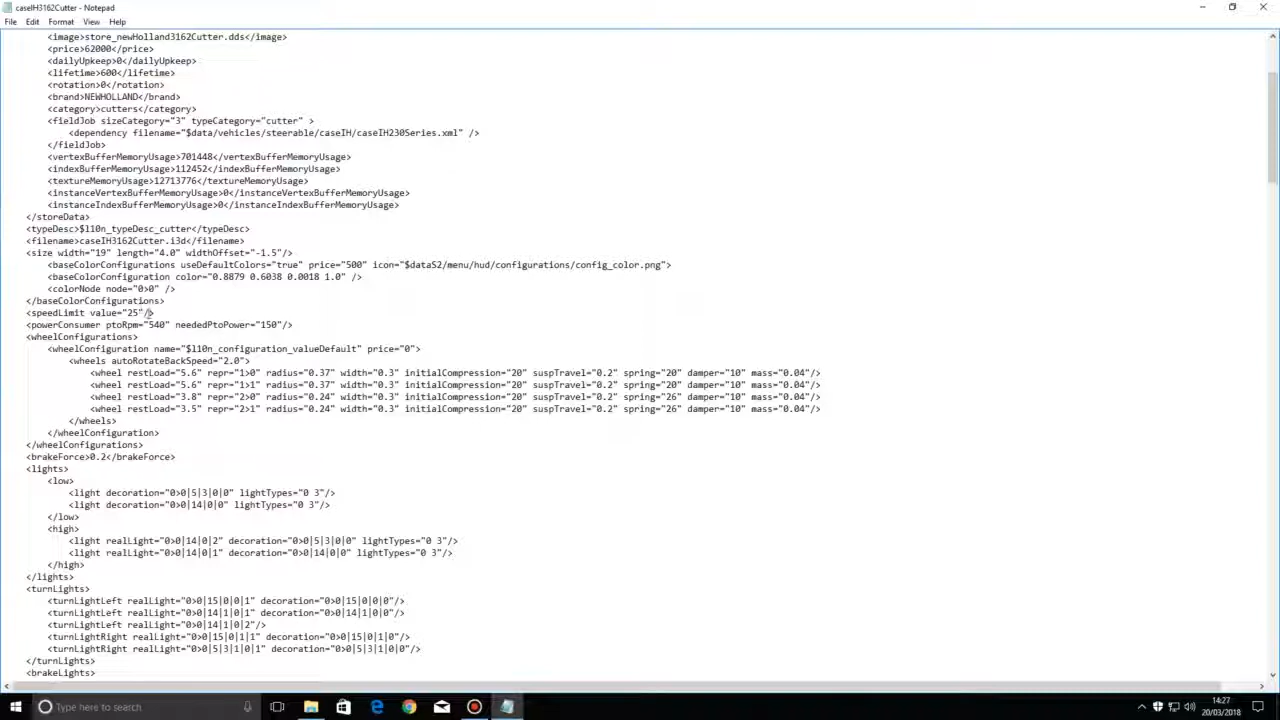 caseIH3162Cutter - Notepad
File Edit Format View Help
<image>store_newHolland3162Cutter.dds</image>
<price>62000</price>
<dailyUpkeep>0</dailyUpkeep>
<lifetime>600</lifetime>
<rotation>0</rotation>
<brand>NEWHOLLAND</brand>
<category>cutters</category>
<fieldJob sizeCategory="3" typeCategory="cutter" >
<dependency filename="$data/vehicles/steerable/caseIH/caseIH230Series.xml" />
</fieldJob>
<vertexBufferMemoryUsage>701448</vertexBufferMemoryUsage>
<indexBufferMemoryUsage>112452</indexBufferMemoryUsage>
<textureMemoryUsage>12713776</textureMemoryUsage>
<instanceVertexBufferMemoryUsage>0</instanceVertexBufferMemoryUsage>
<instanceIndexBufferMemoryUsage>0</instanceIndexBufferMemoryUsage>
</storeData>
<typeDesc>$l10n_typeDesc_cutter</typeDesc>
<filename>caseIH3162Cutter.i3d</filename>
<size width="19" length="4.0" widthOffset="-1.5"/>
<baseColorConfigurations useDefaultColors="true" price="500" icon="$dataS2/menu/hud/configurations/config_color.png">
<baseColorConfiguration color="0.8879 0.6038 0.0018 1.0" />
<colorNode node="0>0" />
</baseColorConfigurations>
<speedLimit value="25"/>
<powerConsumer ptoRpm="540" neededPtoPower="150"/>
<wheelConfigurations>
<wheelConfiguration name="$l10n_configuration_valueDefault" price="0">
<wheels autoRotateBackSpeed="2.0">
<wheel restLoad="5.6" repr="1>0" radius="0.37" width="0.3" initialCompression="20" suspTravel="0.2" spring="20" damper="10" mass="0.04"/>
<wheel restLoad="5.6" repr="1>1" radius="0.37" width="0.3" initialCompression="20" suspTravel="0.2" spring="20" damper="10" mass="0.04"/>
<wheel restLoad="3.8" repr="2>0" radius="0.24" width="0.3" initialCompression="20" suspTravel="0.2" spring="26" damper="10" mass="0.04"/>
<wheel restLoad="3.5" repr="2>1" radius="0.24" width="0.3" initialCompression="20" suspTravel="0.2" spring="26" damper="10" mass="0.04"/>
</wheels>
</wheelConfiguration>
</wheelConfigurations>
<brakeForce>0.2</brakeForce>
<lights>
<low>
<light decoration="0>0|5|3|0|0" lightTypes="0 3"/>
<light decoration="0>0|14|0|0" lightTypes="0 3"/>
</low>
<high>
<light realLight="0>0|14|0|2" decoration="0>0|5|3|0|0" lightTypes="0 3"/>
<light realLight="0>0|14|0|1" decoration="0>0|14|0|0" lightTypes="0 3"/>
</high>
</lights>
<turnLights>
<turnLightLeft realLight="0>0|15|0|0|1" decoration="0>0|15|0|0|0"/>
<turnLightLeft realLight="0>0|14|1|0|1" decoration="0>0|14|1|0|0"/>
<turnLightLeft realLight="0>0|14|1|0|2"/>
<turnLightRight realLight="0>0|15|0|1|1" decoration="0>0|15|0|1|0"/>
<turnLightRight realLight="0>0|5|3|1|0|1" decoration="0>0|5|3|1|0|0"/>
</turnLights>
<brakeLights>
Type here to search
14:27
20/03/2018